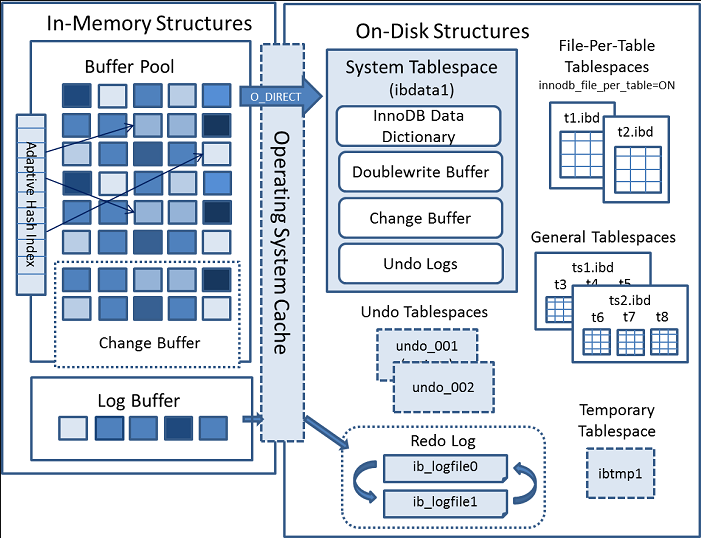 In-Memory Structures
Buffer Pool
Adaptive Hash Index
Change Buffer
Log Buffer
Operating System Cache
O_DIRECT
On-Disk Structures
System Tablespace
(ibdata1)
InnoDB Data
Dictionary
Doublewrite Buffer
Change Buffer
Undo Logs
File-Per-Table
Tablespaces
innodb_file_per_table=ON
t1.ibd
t2.ibd
General Tablespaces
ts1.ibd
t3 t4 t5
ts2.ibd
t6 t7 t8
Undo Tablespaces
undo_001
undo_002
Redo Log
ib_logfile0
ib_logfile1
Temporary
Tablespace
ibtmp1